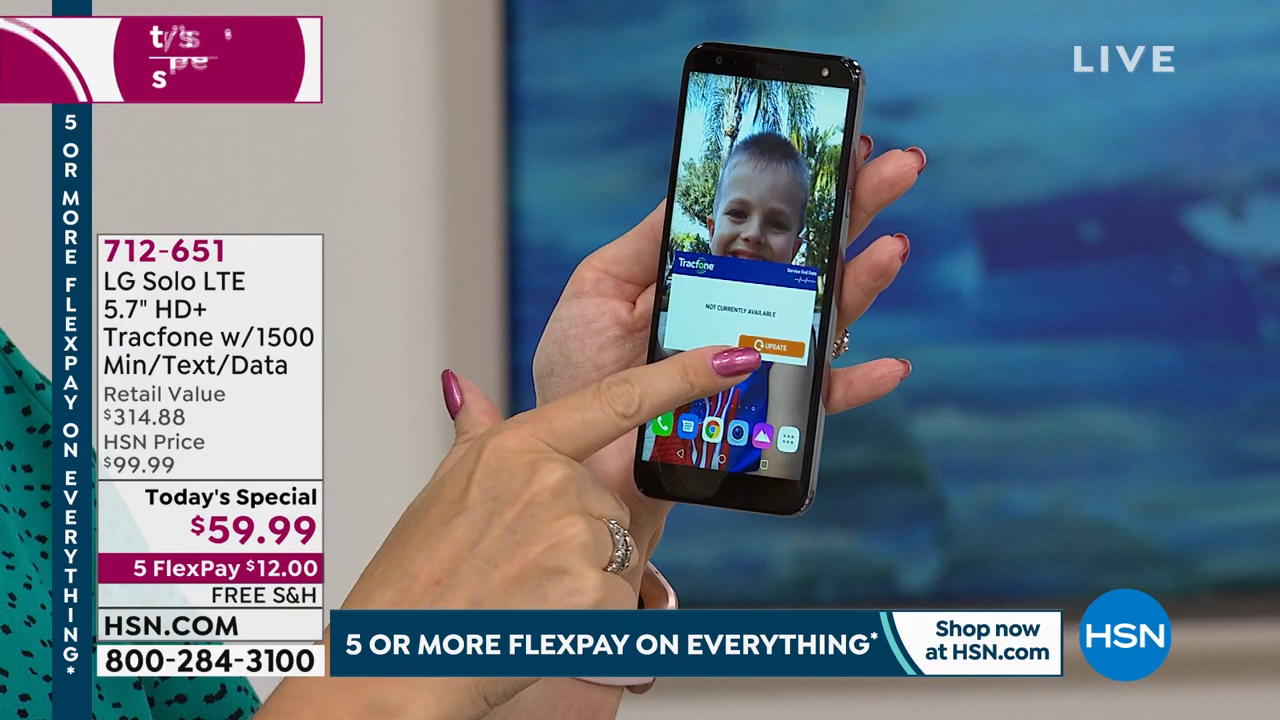 t
s
5 OR MORE FLEXPAY ON EVERYTHING*
712-651
LG Solo LTE
5.7" HD+
Tracfone w/1500
Min/Text/Data
Retail Value
$314.88
HSN Price
$99.99
Today's Special
$59.99
5 FlexPay $12.00
FREE S&H
HSN.COM
800-284-3100
LIVE
Tracfone
Service End Date
NOT CURRENTLY AVAILABLE
UPDATE
5 OR MORE FLEXPAY ON EVERYTHING*
Shop now
at HSN.com
HSN